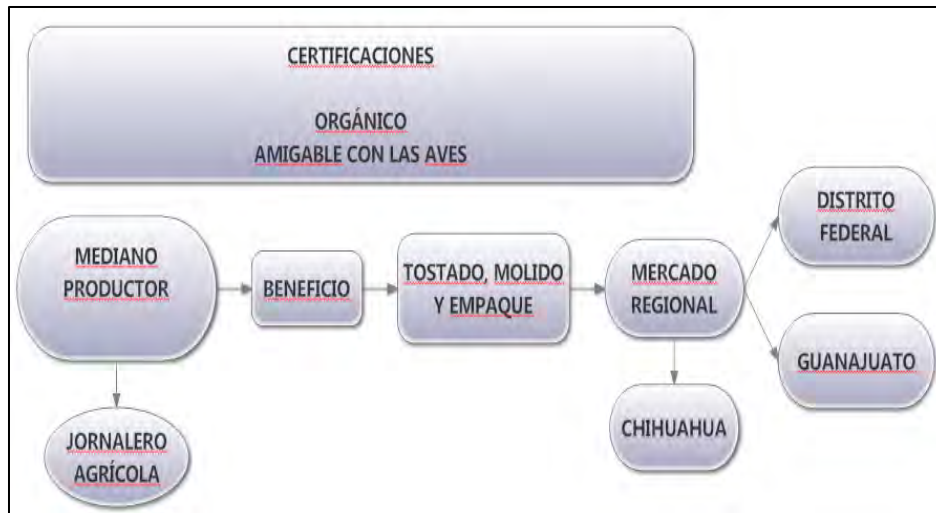 CERTIFICACIONES
ORGÁNICO
AMIGABLE CON LAS AVES
MEDIANO
PRODUCTOR
BENEFICIO
TOSTADO, MOLIDO
Y EMPAQUE
MERCADO
REGIONAL
DISTRITO
FEDERAL
GUANAJUATO
CHIHUAHUA
JORNALERO
AGRÍCOLA